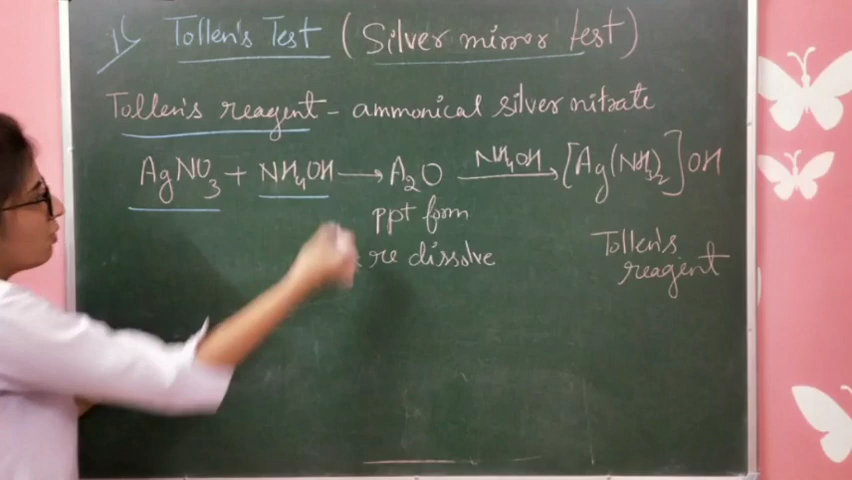 1) Tollen's Test (Silver mirror test)
Tollen's reagent - ammonical silver nitrate
AgNO3 + NH4OH → A2O NH4OH → [Ag(NH3)2]OH
ppt form
re dissolve
Tollen's
reagent